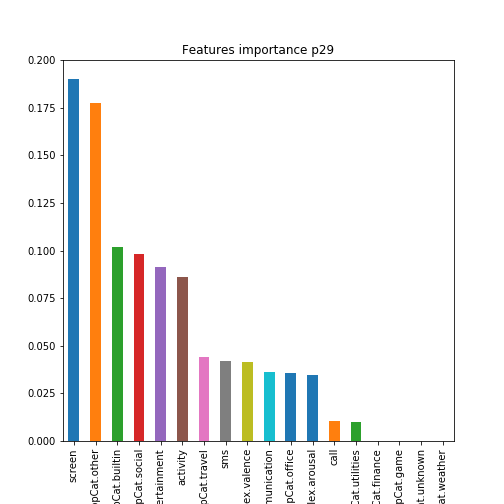 Features importance p29
0.200
0.175
0.150
0.125
0.100
0.075
0.050
0.025
0.000
screen
pCat.other
pCat.builtin
pCat.social
ertainment
activity
Cat.travel
sms
ex.valence
munication
pCat.office
lex.arousal
call
Cat.utilities
Cat.finance
pCat.game
t.unknown
at.weather